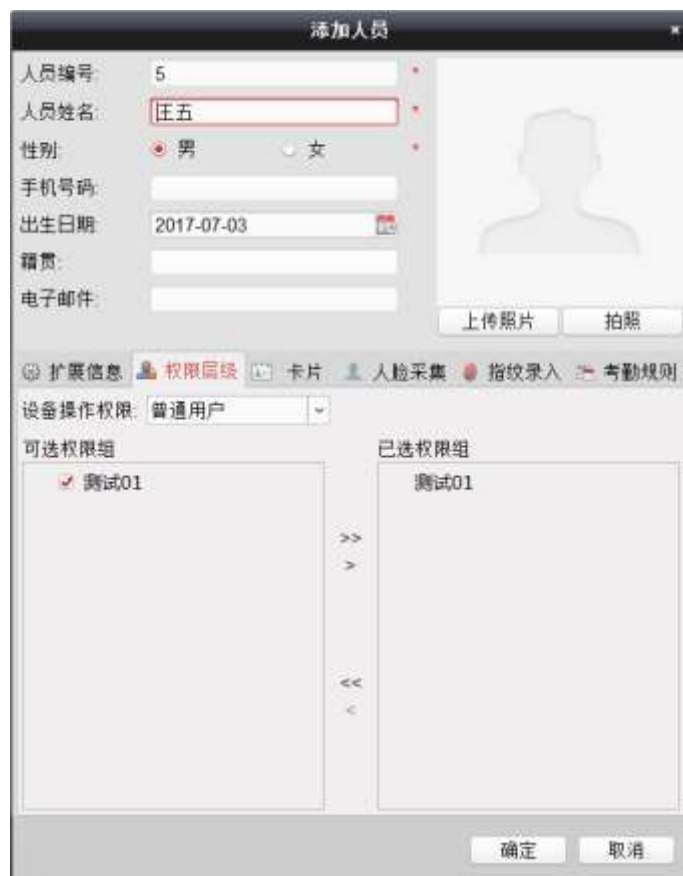 添加人员
人员编号: 5 *
人员姓名: 王五 *
性别: 男 女 *
手机号码:
出生日期: 2017-07-03
籍贯:
电子邮件:
上传照片 拍照
扩展信息 权限层级 卡片 人脸采集 指纹录入 考勤规则
设备操作权限: 普通用户
可选权限组 已选权限组
测试01 测试01
>>
>
<<
<
确定 取消